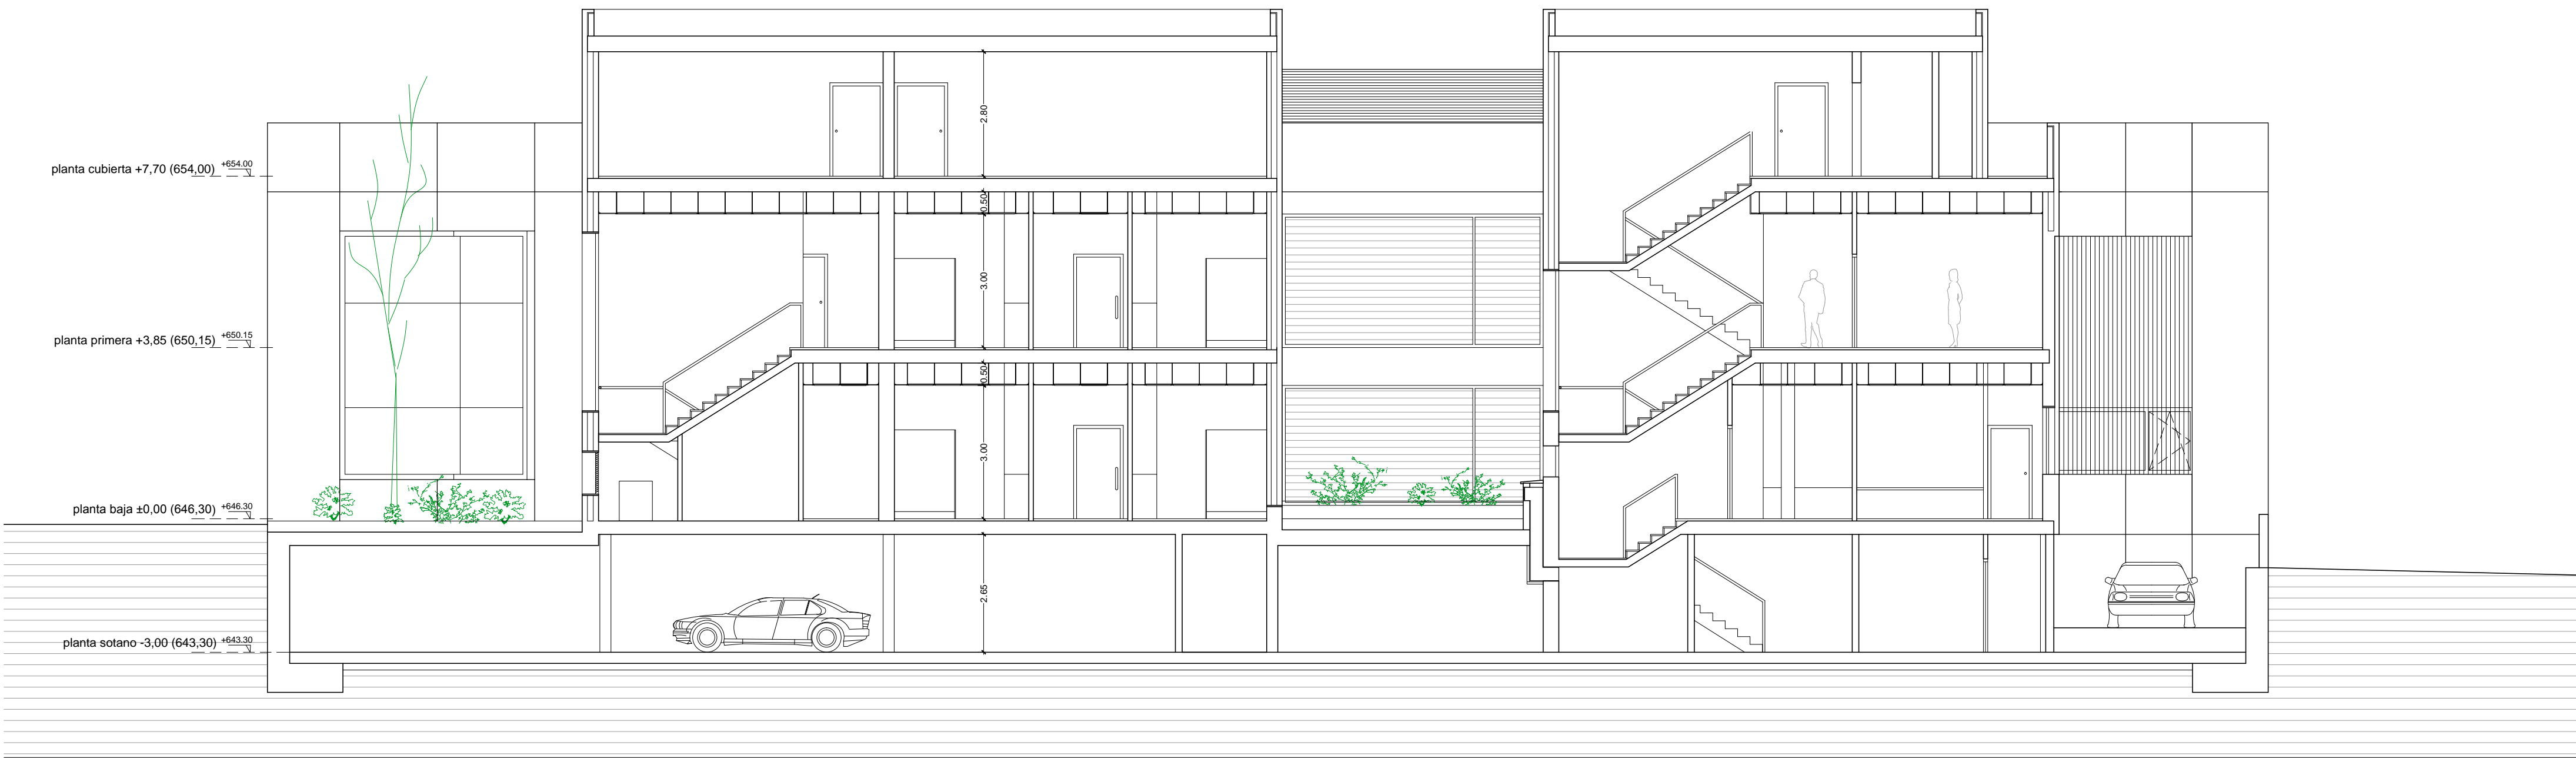 2.80
planta cubierta +7,70 (654,00) +654.00
0.50
3.00
planta primera +3,85 (650,15) +650.15
0.50
3.00
planta baja ±0,00 (646,30) +646.30
2.65
planta sotano -3,00 (643,30) +643.30